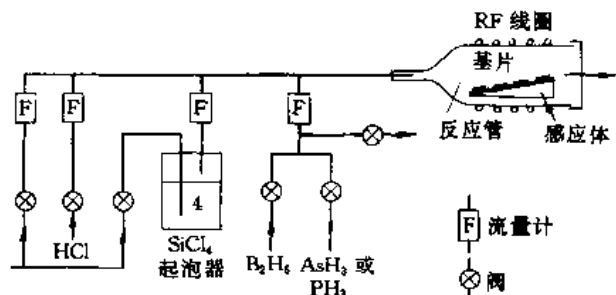 RF 线圈
基片
F
F
F
F
反应管
感应体
4
HCl
SiCl₄
起泡器
B₂H₆
AsH₃ 或
PH₃
F 流量计
阀